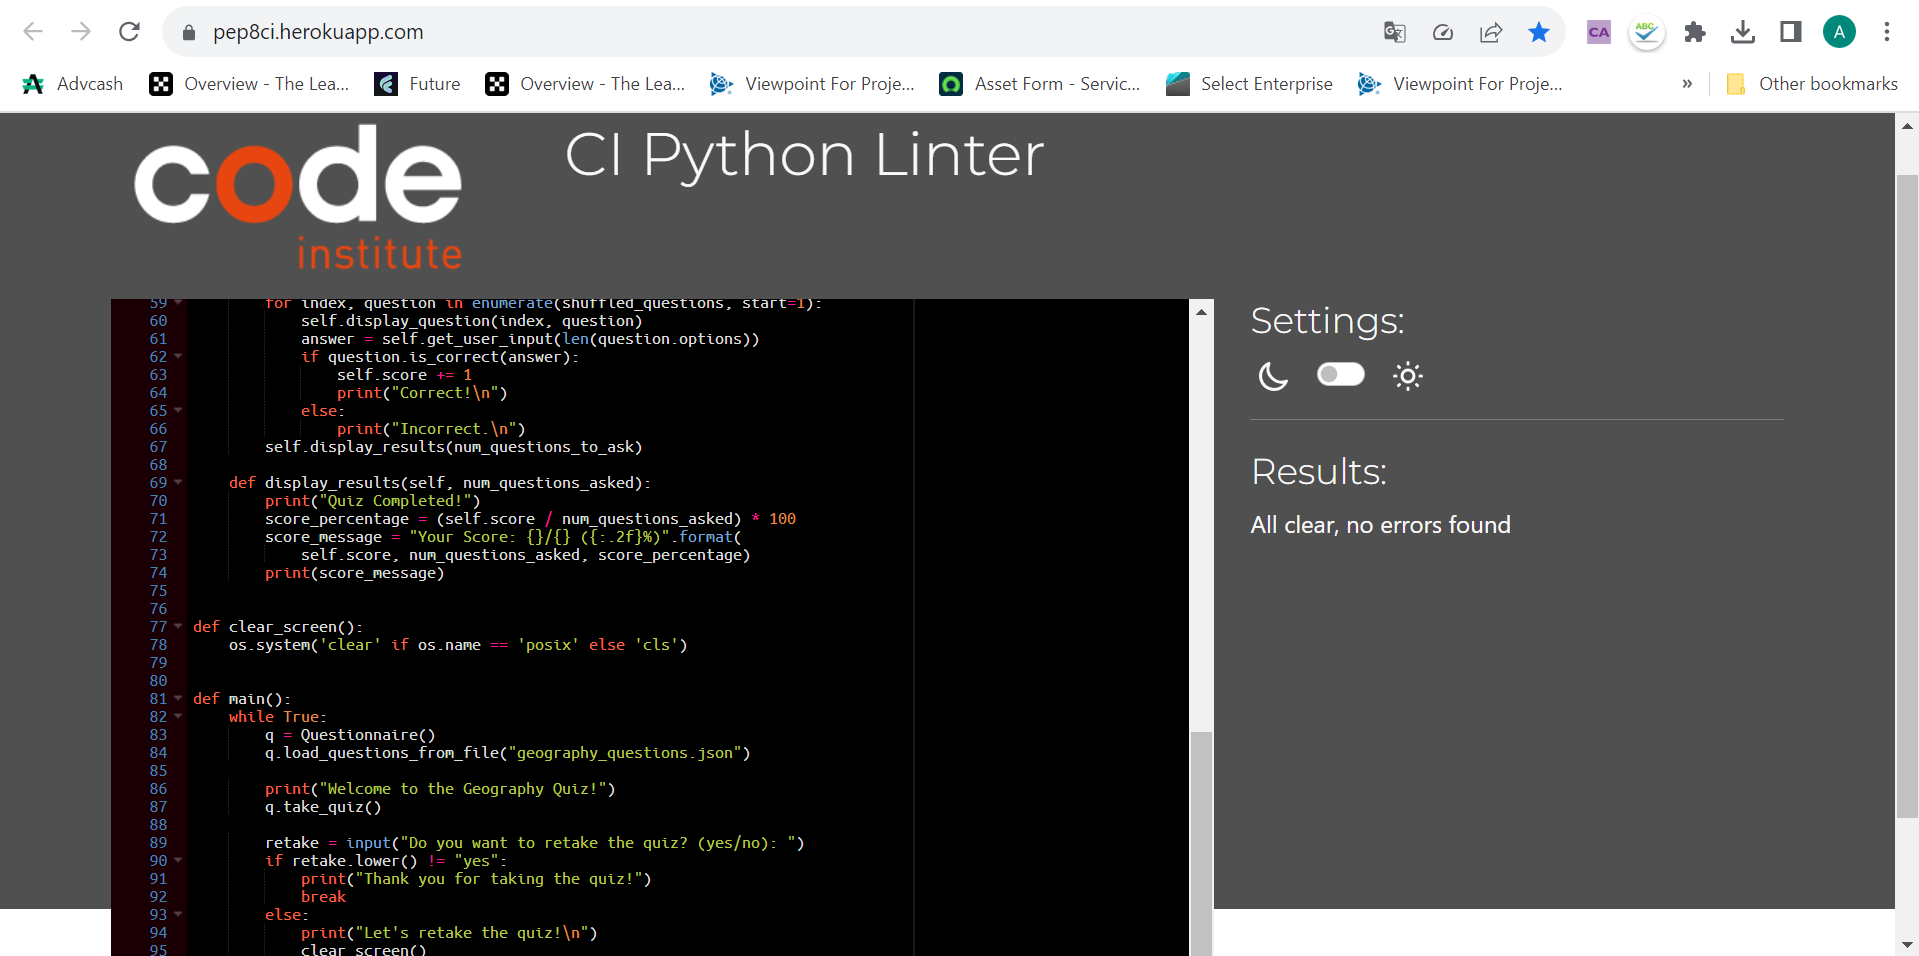 pep8ci.herokuapp.com
CA
ABC
A
Advcash
Overview - The Lea...
Future
Overview - The Lea...
Viewpoint For Proje...
Asset Form - Servic...
Select Enterprise
Viewpoint For Proje...
»
Other bookmarks
code
institute
CI Python Linter
59 for index, question in enumerate(shuffled_questions, start=1):
60 self.display_question(index, question)
61 answer = self.get_user_input(len(question.options))
62 if question.is_correct(answer):
63 self.score += 1
64 print("Correct!\n")
65 else:
66 print("Incorrect.\n")
67 self.display_results(num_questions_to_ask)
68
69 def display_results(self, num_questions_asked):
70 print("Quiz Completed!")
71 score_percentage = (self.score / num_questions_asked) * 100
72 score_message = "Your Score: {}/{} ({:.2f}%)".format(
73 self.score, num_questions_asked, score_percentage)
74 print(score_message)
75
76
77 def clear_screen():
78 os.system('clear' if os.name == 'posix' else 'cls')
79
80
81 def main():
82 while True:
83 q = Questionnaire()
84 q.load_questions_from_file("geography_questions.json")
85
86 print("Welcome to the Geography Quiz!")
87 q.take_quiz()
88
89 retake = input("Do you want to retake the quiz? (yes/no): ")
90 if retake.lower() != "yes":
91 print("Thank you for taking the quiz!")
92 break
93 else:
94 print("Let's retake the quiz!\n")
95 clear_screen()
Settings:
Results:
All clear, no errors found